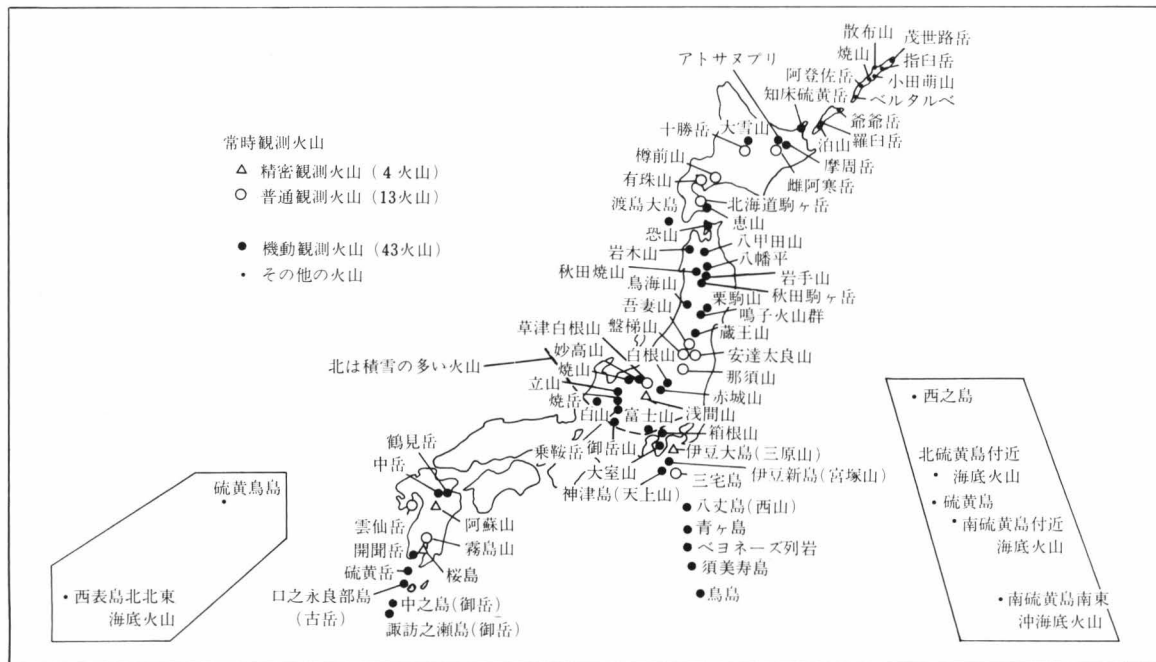 常時観測火山
△ 精密観測火山（4火山）
○ 普通観測火山（13火山）
● 機動観測火山（43火山）
・ その他の火山
散布山
茂世路岳
焼山
指臼岳
アトサヌプリ
阿登佐岳
小田萌山
知床硫黄岳
ベルタルベ
爺爺岳
十勝岳
大雪山
泊山
羅臼岳
摩周岳
樽前山
雌阿寒岳
有珠山
北海道駒ヶ岳
渡島大島
恵山
恐山
八甲田山
岩木山
八幡平
秋田焼山
岩手山
鳥海山
秋田駒ヶ岳
吾妻山
栗駒山
鳴子火山群
草津白根山
盤梯山
蔵王山
妙高山
白根山
安達太良山
北は積雪の多い火山
焼山
那須山
立山
赤城山
焼岳
白山
富士山
浅間山
箱根山
乗鞍岳
御岳山
伊豆大島（三原山）
大室山
三宅島
伊豆新島（宮塚山）
神津島（天上山）
八丈島（西山）
青ヶ島
ベヨネーズ列岩
須美寿島
鳥島
鶴見岳
中岳
雲仙岳
阿蘇山
開聞岳
霧島山
硫黄岳
桜島
口之永良部島
（古岳）
中之島（御岳）
諏訪之瀬島（御岳）
硫黄鳥島
・西表島北北東
海底火山
・西之島
北硫黄島付近
・海底火山
・硫黄島
・南硫黄島付近
海底火山
・南硫黄島南東
沖海底火山